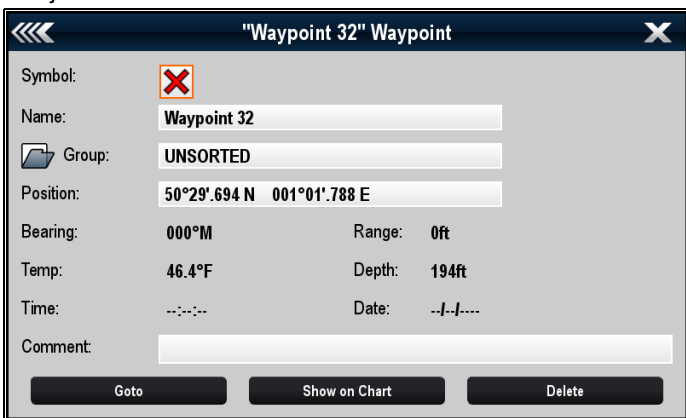 "Waypoint 32" Waypoint
Symbol:
Name: Waypoint 32
Group: UNSORTED
Position: 50°29'.694 N 001°01'.788 E
Bearing: 000°M Range: 0ft
Temp: 46.4°F Depth: 194ft
Time: --:--:-- Date: --/--/----
Comment:
Goto Show on Chart Delete